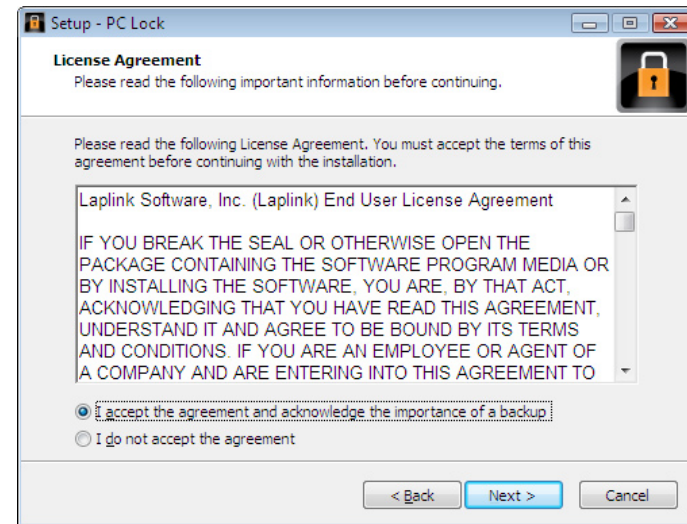 Setup - PC Lock
License Agreement
Please read the following important information before continuing.
Please read the following License Agreement. You must accept the terms of this
agreement before continuing with the installation.
Laplink Software, Inc. (Laplink) End User License Agreement
IF YOU BREAK THE SEAL OR OTHERWISE OPEN THE
PACKAGE CONTAINING THE SOFTWARE PROGRAM MEDIA OR
BY INSTALLING THE SOFTWARE, YOU ARE, BY THAT ACT,
ACKNOWLEDGING THAT YOU HAVE READ THIS AGREEMENT,
UNDERSTAND IT AND AGREE TO BE BOUND BY ITS TERMS
AND CONDITIONS. IF YOU ARE AN EMPLOYEE OR AGENT OF
A COMPANY AND ARE ENTERING INTO THIS AGREEMENT TO
I accept the agreement and acknowledge the importance of a backup
I do not accept the agreement
< Back Next > Cancel